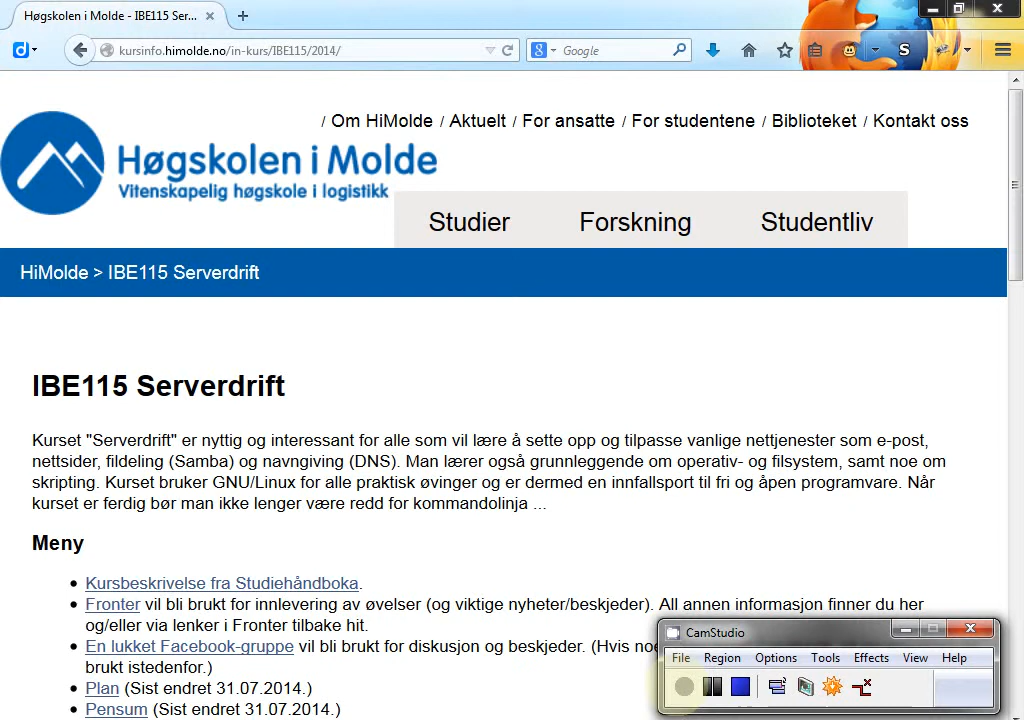 Høgskolen i Molde - IBE115 Ser...
kursinfo.himolde.no/in-kurs/IBE115/2014/
Google
/ Om HiMolde / Aktuelt / For ansatte / For studentene / Biblioteket / Kontakt oss
Høgskolen i Molde
Vitenskapelig høgskole i logistikk
Studier Forskning Studentliv
HiMolde > IBE115 Serverdrift
IBE115 Serverdrift
Kurset "Serverdrift" er nyttig og interessant for alle som vil lære å sette opp og tilpasse vanlige nettjenester som e-post,
nettsider, fildeling (Samba) og navngiving (DNS). Man lærer også grunnleggende om operativ- og filsystem, samt noe om
skripting. Kurset bruker GNU/Linux for alle praktisk øvinger og er dermed en innfallsport til fri og åpen programvare. Når
kurset er ferdig bør man ikke lenger være redd for kommandolinja ...
Meny
Kursbeskrivelse fra Studiehåndboka.
Fronter vil bli brukt for innlevering av øvelser (og viktige nyheter/beskjeder). All annen informasjon finner du her
og/eller via lenker i Fronter tilbake hit.
En lukket Facebook-gruppe vil bli brukt for diskusjon og beskjeder. (Hvis noe
brukt istedenfor.)
Plan (Sist endret 31.07.2014.)
Pensum (Sist endret 31.07.2014.)
CamStudio
File Region Options Tools Effects View Help